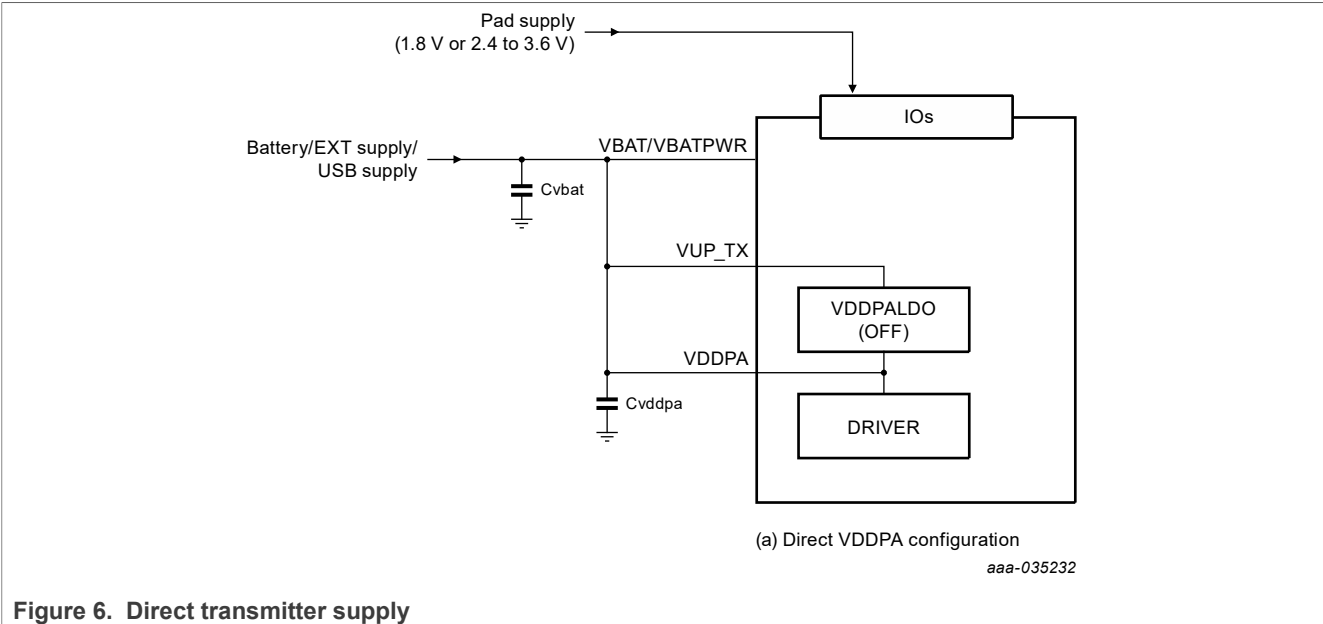 Pad supply
(1.8 V or 2.4 to 3.6 V)
IOs
Battery/EXT supply/
USB supply
VBAT/VBATPWR
Cvbat
VUP_TX
VDDPALDO
(OFF)
VDDPA
Cvddpa
DRIVER
(a) Direct VDDPA configuration
aaa-035232
Figure 6. Direct transmitter supply